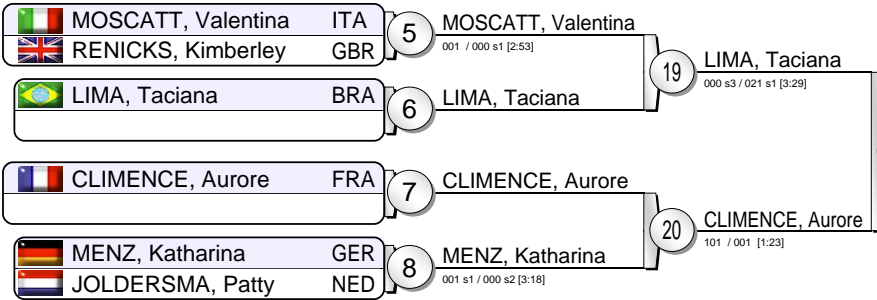 MOSCATT, Valentina ITA
RENICKS, Kimberley GBR
5
MOSCATT, Valentina
001 / 000 s1 [2:53]
LIMA, Taciana BRA
6
LIMA, Taciana
19
LIMA, Taciana
000 s3 / 021 s1 [3:29]
CLIMENCE, Aurore FRA
7
CLIMENCE, Aurore
MENZ, Katharina GER
JOLDERSMA, Patty NED
8
MENZ, Katharina
001 s1 / 000 s2 [3:18]
20
CLIMENCE, Aurore
101 / 001 [1:23]